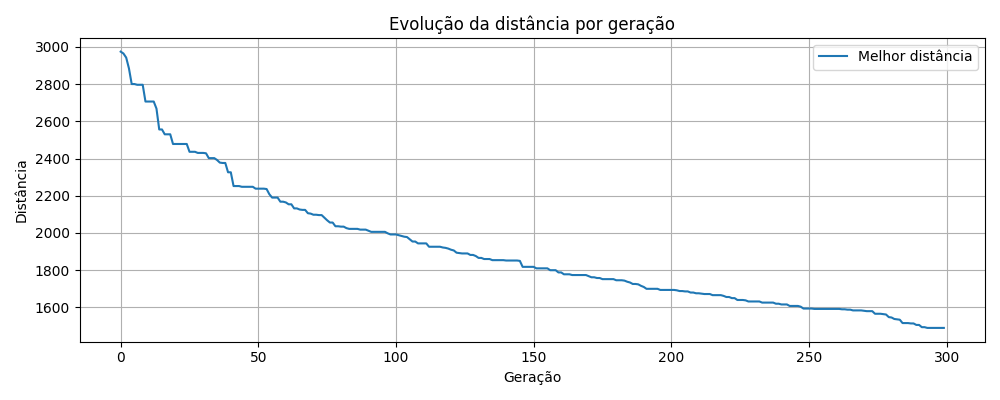 Evolução da distância por geração
Melhor distância
Distância
3000
2800
2600
2400
2200
2000
1800
1600
0 50 100 150 200 250 300
Geração